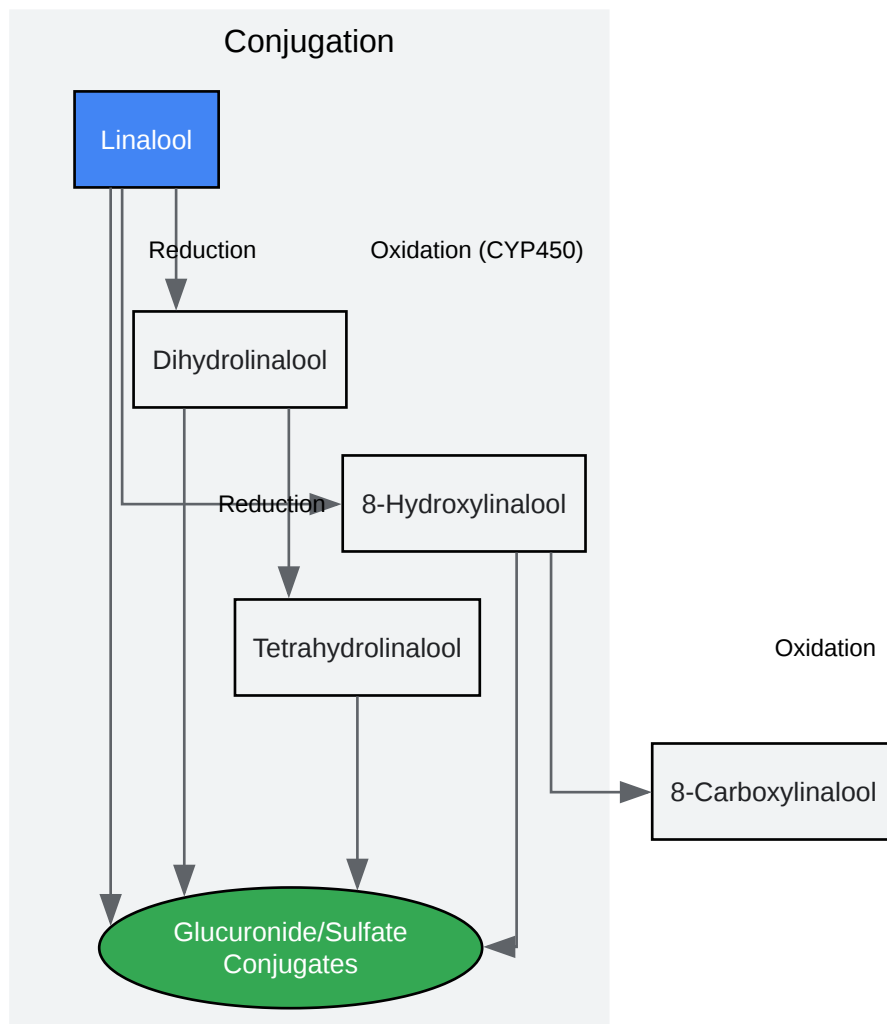 Conjugation
Linalool
Reduction
Oxidation (CYP450)
Dihydrolinalool
Reduction
8-Hydroxylinalool
Tetrahydrolinalool
Oxidation
8-Carboxylinalool
Glucuronide/Sulfate
Conjugates